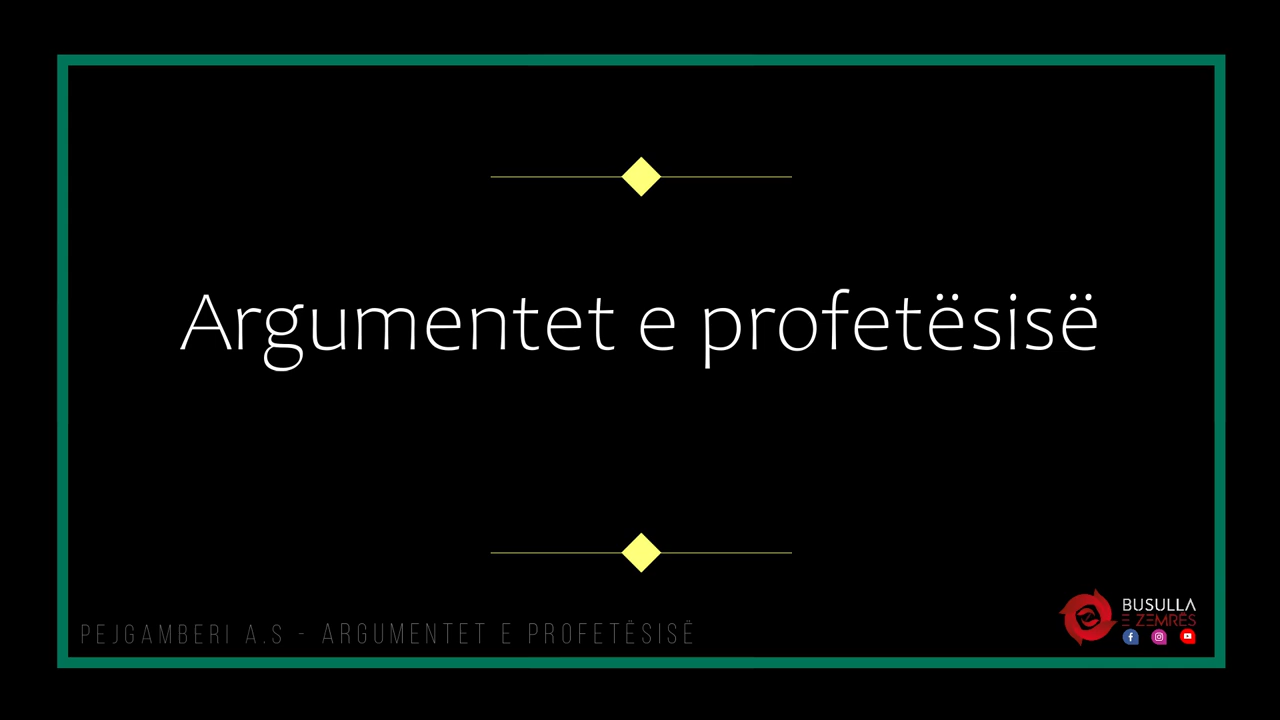 Argumentet e profetësisë
PEJGAMBERI A.S - ARGUMENTET E PROFETËSISË
BUSULLA
E ZEMRËS